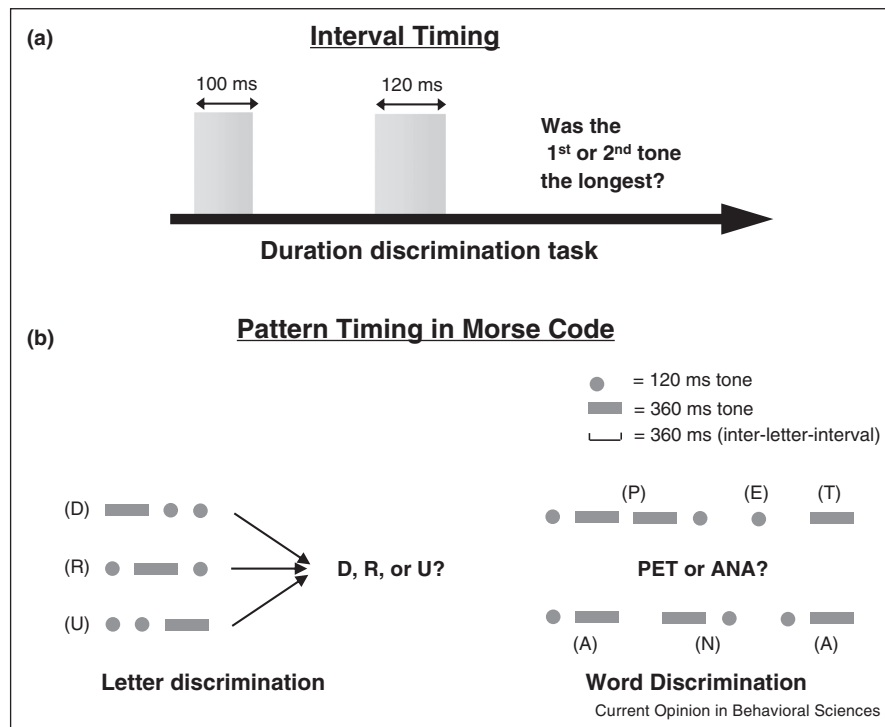 (a)
Interval Timing
100 ms
120 ms
Was the
1st or 2nd tone
the longest?
Duration discrimination task
(b)
Pattern Timing in Morse Code
= 120 ms tone
= 360 ms tone
= 360 ms (inter-letter-interval)
(D)
(R)
(U)
D, R, or U?
Letter discrimination
(P) (E) (T)
PET or ANA?
(A) (N) (A)
Word Discrimination
Current Opinion in Behavioral Sciences